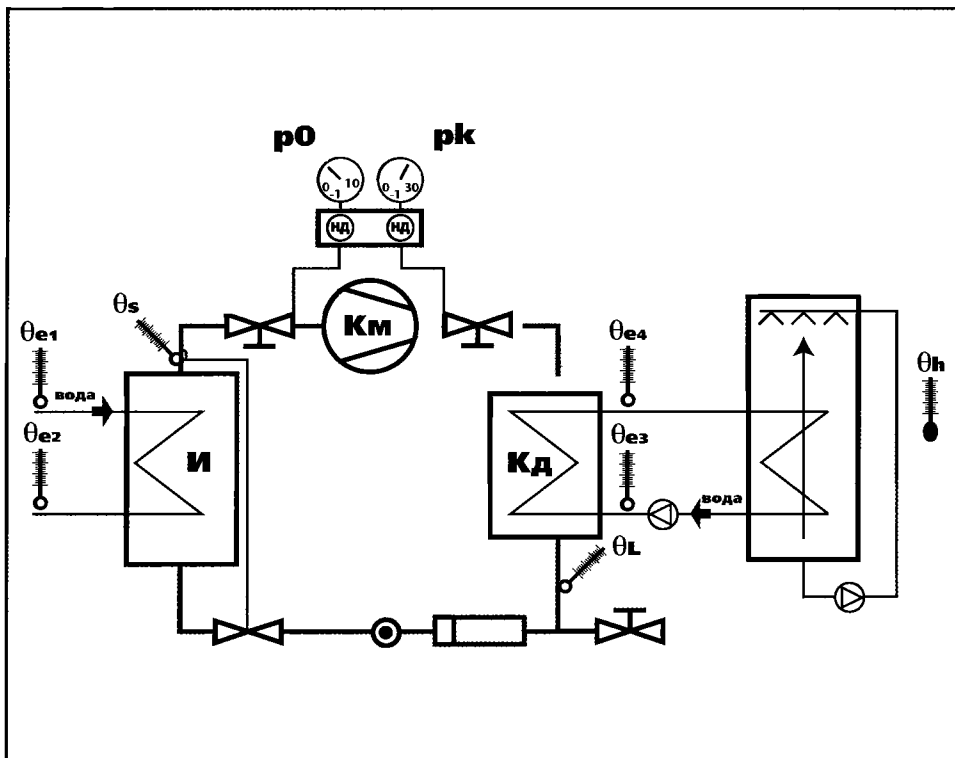 p0 pk
0 -1 10 0 -1 30
НД НД
θs
Км
θe1
θe4
θh
вода
θe2
θe3
И
Кд
вода
θL